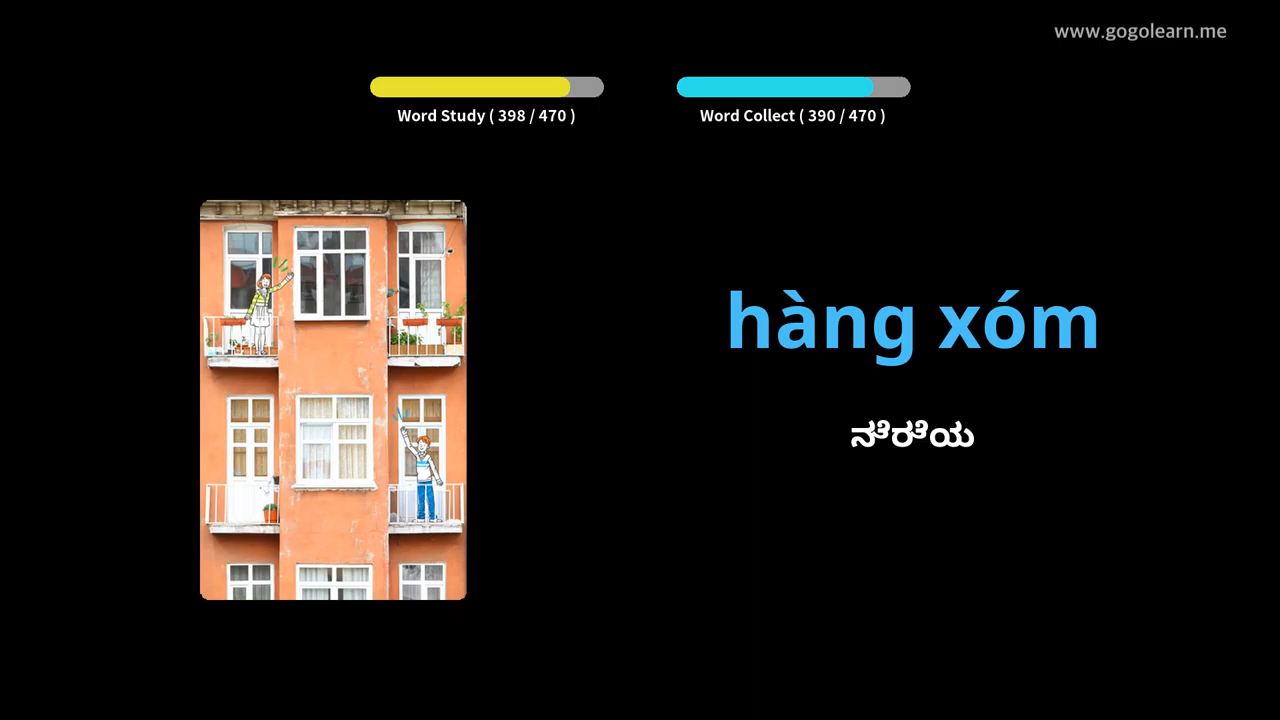 www.gogolearn.me
Word Study ( 398 / 470 )
Word Collect ( 390 / 470 )
hàng xóm
ನೆರೆಯ